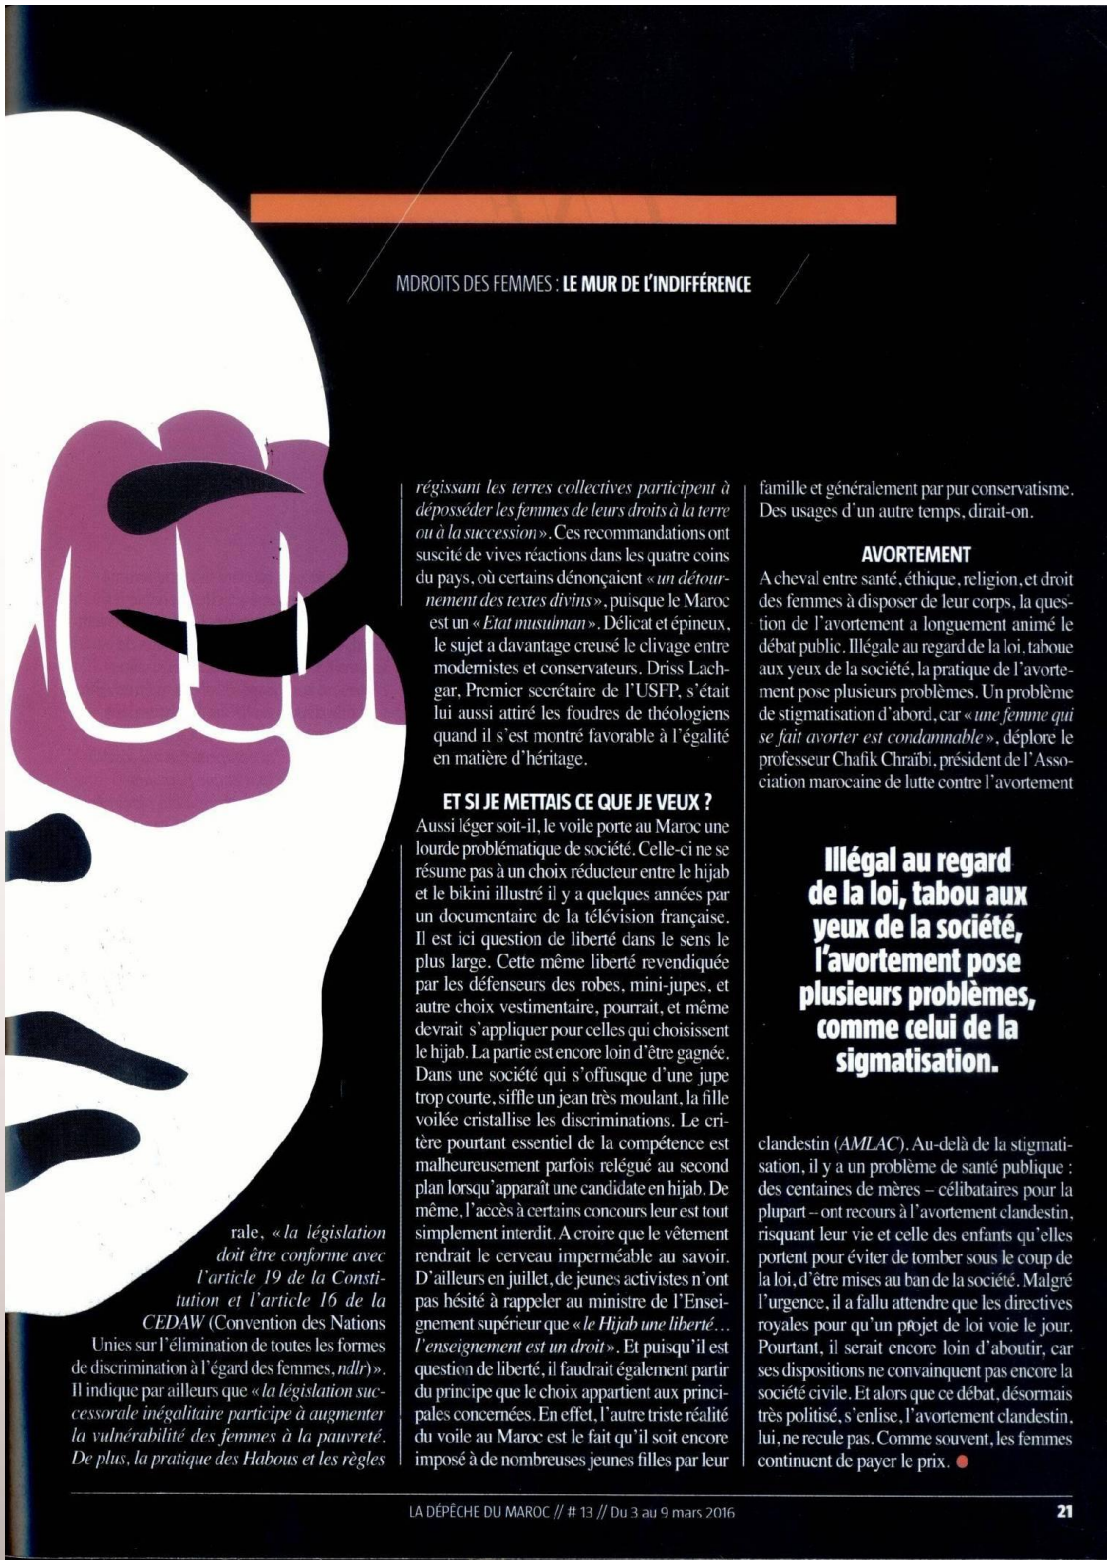 MDROITS DES FEMMES : LE MUR DE L'INDIFFÉRENCE
rale, « la législation
doit être conforme avec
l'article 19 de la Consti-
tution et l'article 16 de la
CEDAW (Convention des Nations
Unies sur l'élimination de toutes les formes
de discrimination à l'égard des femmes, ndlr) ».
Il indique par ailleurs que « la législation suc-
cessorale inégalitaire participe à augmenter
la vulnérabilité des femmes à la pauvreté.
De plus, la pratique des Habous et les règles
régissant les terres collectives participent à
déposséder les femmes de leurs droits à la terre
ou à la succession ». Ces recommandations ont
suscité de vives réactions dans les quatre coins
du pays, où certains dénonçaient « un détour-
nement des textes divins », puisque le Maroc
est un « Etat musulman ». Délicat et épineux,
le sujet a davantage creusé le clivage entre
modernistes et conservateurs. Driss Lach-
gar, Premier secrétaire de l'USFP, s'était
lui aussi attiré les foudres de théologiens
quand il s'est montré favorable à l'égalité
en matière d'héritage.
ET SI JE METTAIS CE QUE JE VEUX ?
Aussi léger soit-il, le voile porte au Maroc une
lourde problématique de société. Celle-ci ne se
résume pas à un choix réducteur entre le hijab
et le bikini illustré il y a quelques années par
un documentaire de la télévision française.
Il est ici question de liberté dans le sens le
plus large. Cette même liberté revendiquée
par les défenseurs des robes, mini-jupes, et
autre choix vestimentaire, pourrait, et même
devrait s'appliquer pour celles qui choisissent
le hijab. La partie est encore loin d'être gagnée.
Dans une société qui s'offusque d'une jupe
trop courte, siffle un jean très moulant, la fille
voilée cristallise les discriminations. Le cri-
tère pourtant essentiel de la compétence est
malheureusement parfois relégué au second
plan lorsqu'apparaît une candidate en hijab. De
même, l'accès à certains concours leur est tout
simplement interdit. A croire que le vêtement
rendrait le cerveau imperméable au savoir.
D'ailleurs en juillet, de jeunes activistes n'ont
pas hésité à rappeler au ministre de l'Ensei-
gnement supérieur que « le Hijab une liberté…
l'enseignement est un droit ». Et puisqu'il est
question de liberté, il faudrait également partir
du principe que le choix appartient aux princi-
pales concernées. En effet, l'autre triste réalité
du voile au Maroc est le fait qu'il soit encore
imposé à de nombreuses jeunes filles par leur
famille et généralement par pur conservatisme.
Des usages d'un autre temps, dirait-on.
AVORTEMENT
A cheval entre santé, éthique, religion, et droit
des femmes à disposer de leur corps, la ques-
tion de l'avortement a longuement animé le
débat public. Illégale au regard de la loi, taboue
aux yeux de la société, la pratique de l'avorte-
ment pose plusieurs problèmes. Un problème
de stigmatisation d'abord, car « une femme qui
se fait avorter est condamnable », déplore le
professeur Chafik Chraïbi, président de l'Asso-
ciation marocaine de lutte contre l'avortement
Illégal au regard
de la loi, tabou aux
yeux de la société,
l'avortement pose
plusieurs problèmes,
comme celui de la
sigmatisation.
clandestin (AMLAC). Au-delà de la stigmati-
sation, il y a un problème de santé publique :
des centaines de mères – célibataires pour la
plupart – ont recours à l'avortement clandestin,
risquant leur vie et celle des enfants qu'elles
portent pour éviter de tomber sous le coup de
la loi, d'être mises au ban de la société. Malgré
l'urgence, il a fallu attendre que les directives
royales pour qu'un projet de loi voie le jour.
Pourtant, il serait encore loin d'aboutir, car
ses dispositions ne convainquent pas encore la
société civile. Et alors que ce débat, désormais
très politisé, s'enlise, l'avortement clandestin,
lui, ne recule pas. Comme souvent, les femmes
continuent de payer le prix.
LA DÉPÊCHE DU MAROC // # 13 // Du 3 au 9 mars 2016
21